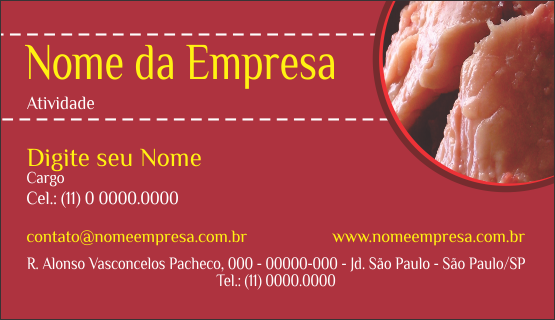 Nome da Empresa
Atividade
Digite seu Nome
Cargo
Cel.: (11) 0 0000.0000
contato@nomeempresa.com.br www.nomeempresa.com.br
R. Alonso Vasconcelos Pacheco, 000 - 00000-000 - Jd. São Paulo - São Paulo/SP
Tel.: (11) 0000.0000